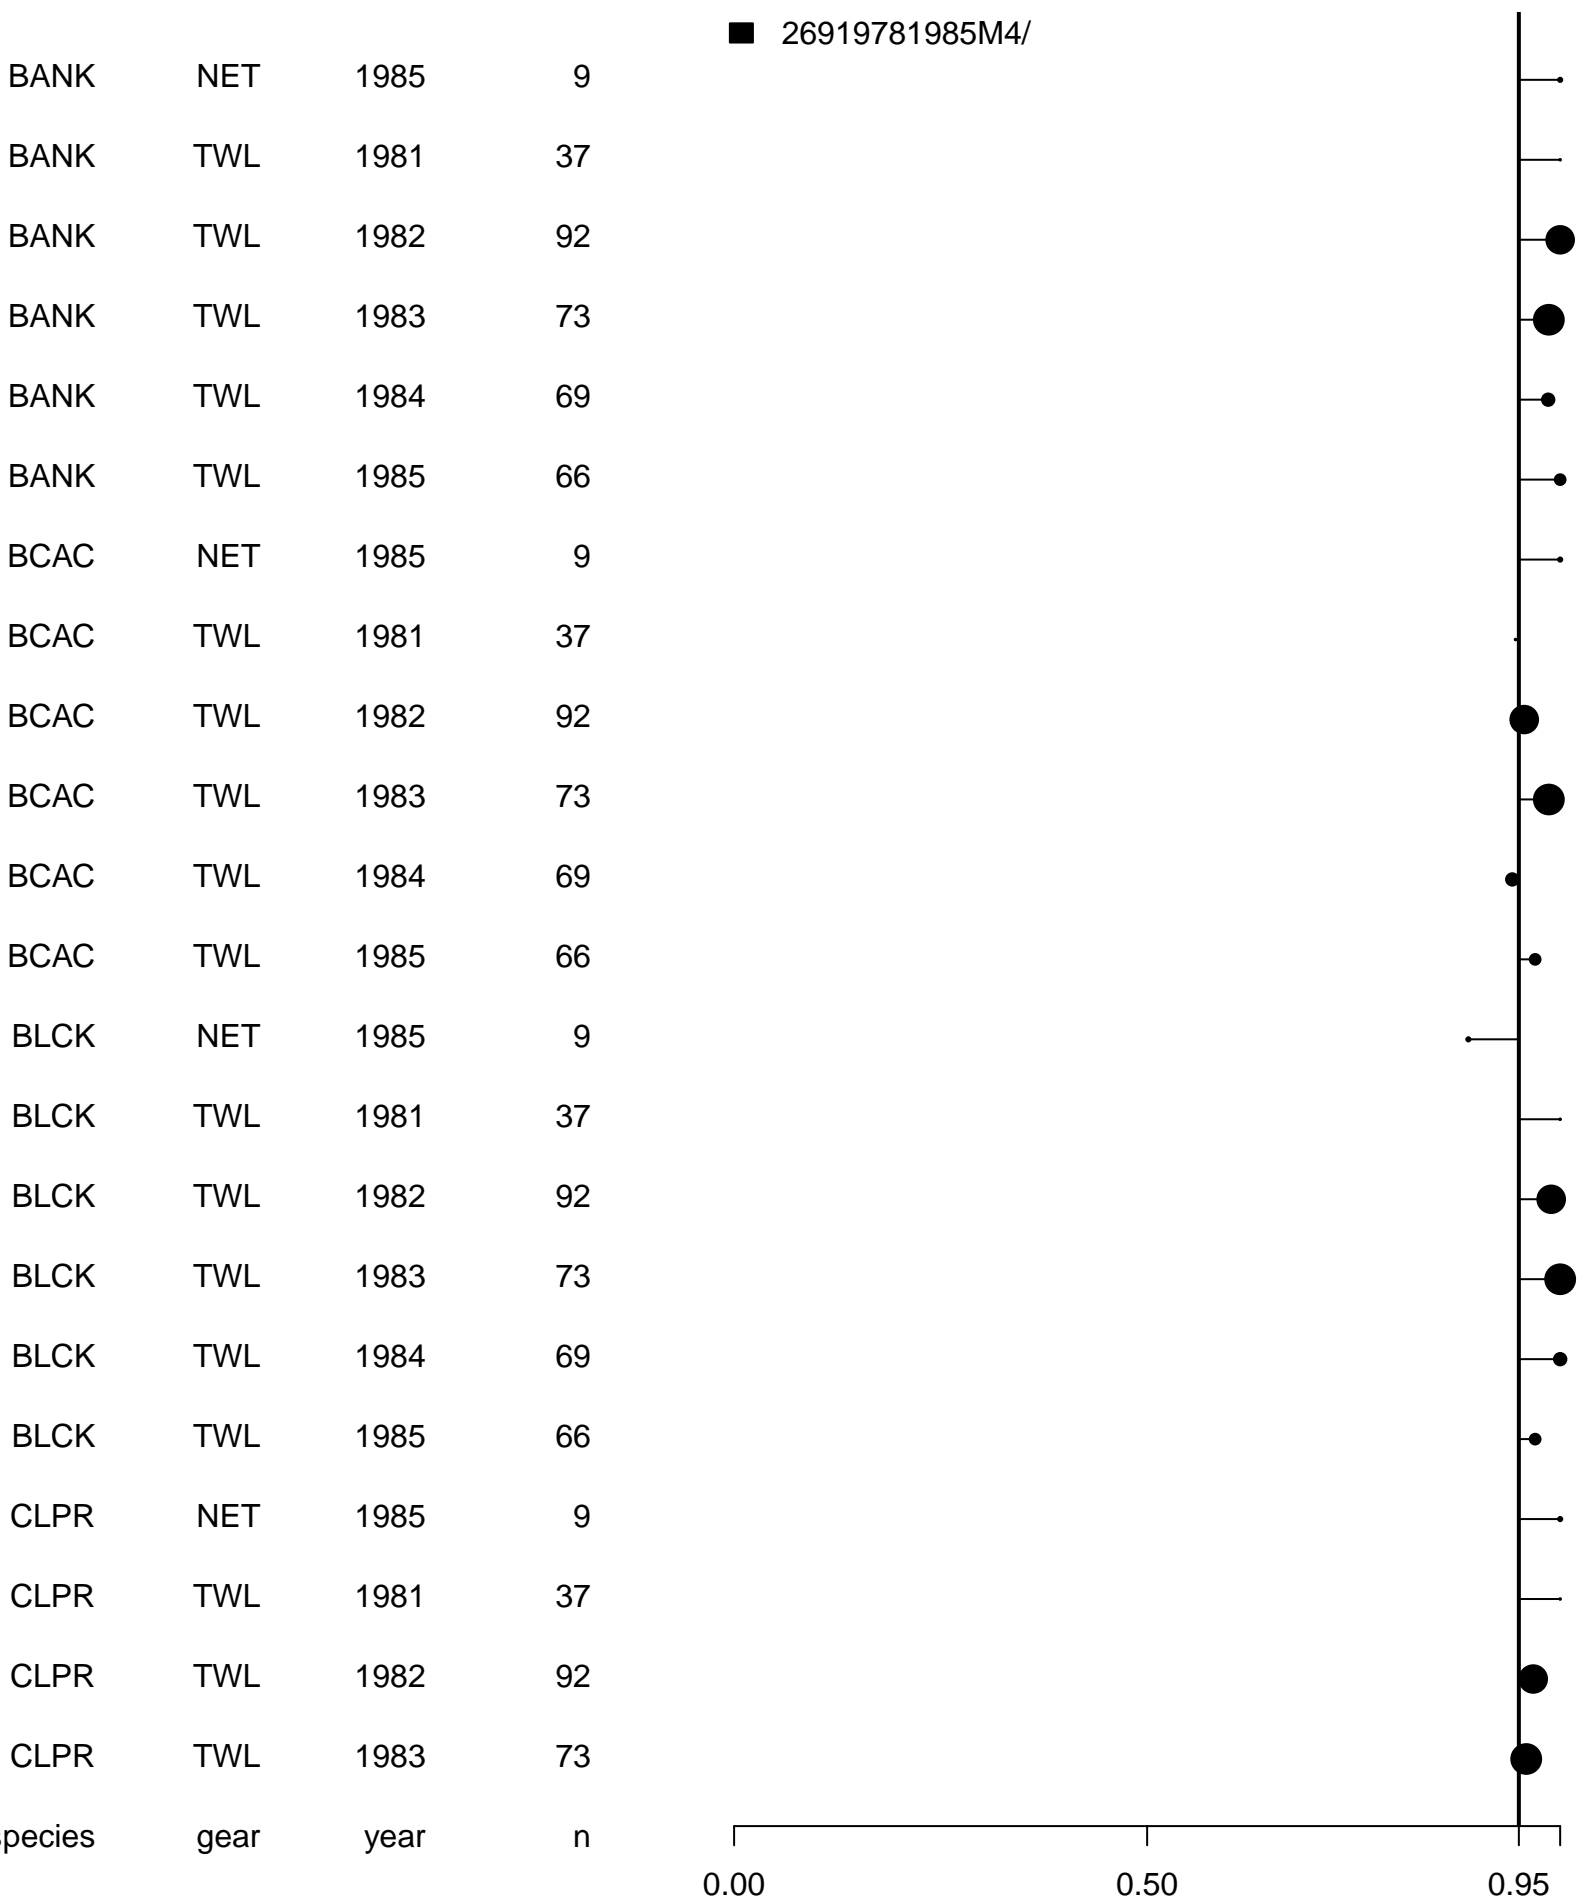 26919781985M4/
BANK NET 1985 9
BANK TWL 1981 37
BANK TWL 1982 92
BANK TWL 1983 73
BANK TWL 1984 69
BANK TWL 1985 66
BCAC NET 1985 9
BCAC TWL 1981 37
BCAC TWL 1982 92
BCAC TWL 1983 73
BCAC TWL 1984 69
BCAC TWL 1985 66
BLCK NET 1985 9
BLCK TWL 1981 37
BLCK TWL 1982 92
BLCK TWL 1983 73
BLCK TWL 1984 69
BLCK TWL 1985 66
CLPR NET 1985 9
CLPR TWL 1981 37
CLPR TWL 1982 92
CLPR TWL 1983 73
species gear year n
0.00 0.50 0.95